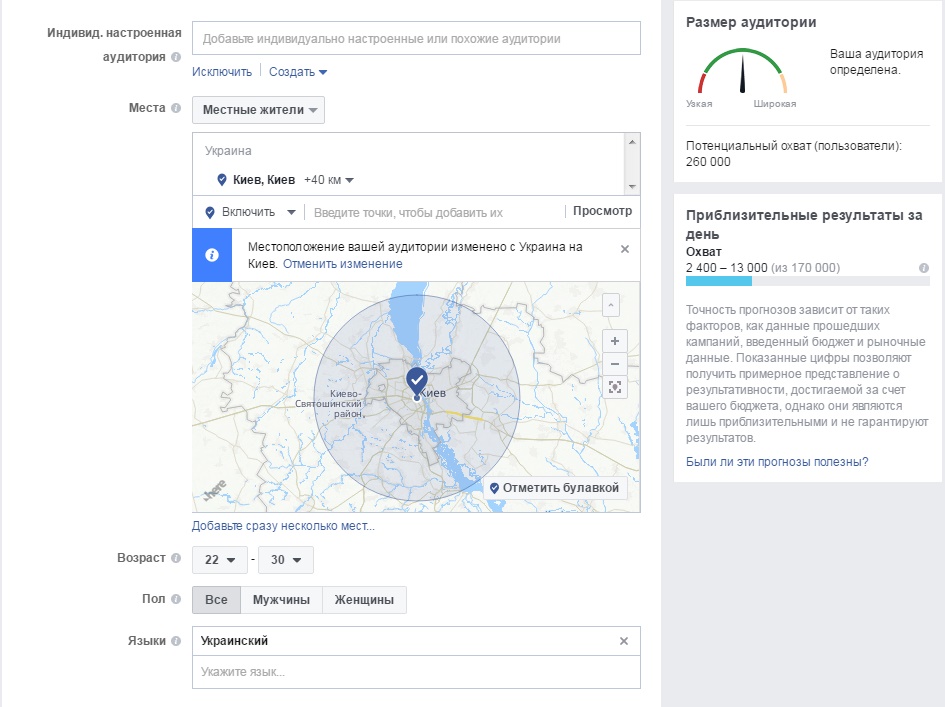 Индивид. настроенная
аудитория
Добавьте индивидуально настроенные или похожие аудитории
Исключить
Создать
Места
Местные жители
Украина
Киев, Киев +40 км
Включить
Введите точки, чтобы добавить их
Просмотр
Местоположение вашей аудитории изменено с Украина на
Киев. Отменить изменение
Киево-
Святошинский
район
Киев
here
Отметить булавкой
Добавьте сразу несколько мест...
Возраст
22 - 30
Пол
Все
Мужчины
Женщины
Языки
Украинский
Укажите язык...
Размер аудитории
Ваша аудитория
определена.
Узкая
Широкая
Потенциальный охват (пользователи):
260 000
Приблизительные результаты за
день
Охват
2 400 – 13 000 (из 170 000)
Точность прогнозов зависит от таких
факторов, как данные прошедших
кампаний, введенный бюджет и рыночные
данные. Показанные цифры позволяют
получить примерное представление о
результативности, достигаемой за счет
вашего бюджета, однако они являются
лишь приблизительными и не гарантируют
результатов.
Были ли эти прогнозы полезны?